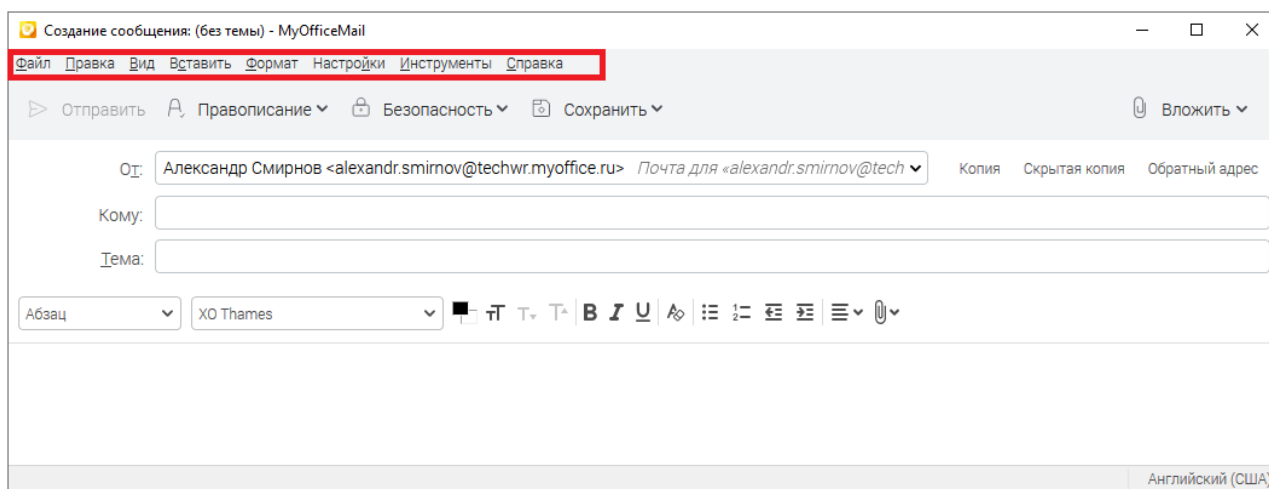 Создание сообщения: (без темы) - MyOfficeMail
Файл Правка Вид Вставить Формат Настройки Инструменты Справка
Отправить Правописание Безопасность Сохранить Вложить
От: Александр Смирнов <alexandr.smirnov@techwr.myoffice.ru> Почта для «alexandr.smirnov@tech Копия Скрытая копия Обратный адрес
Кому:
Тема:
Абзац XO Thames
Английский (США)